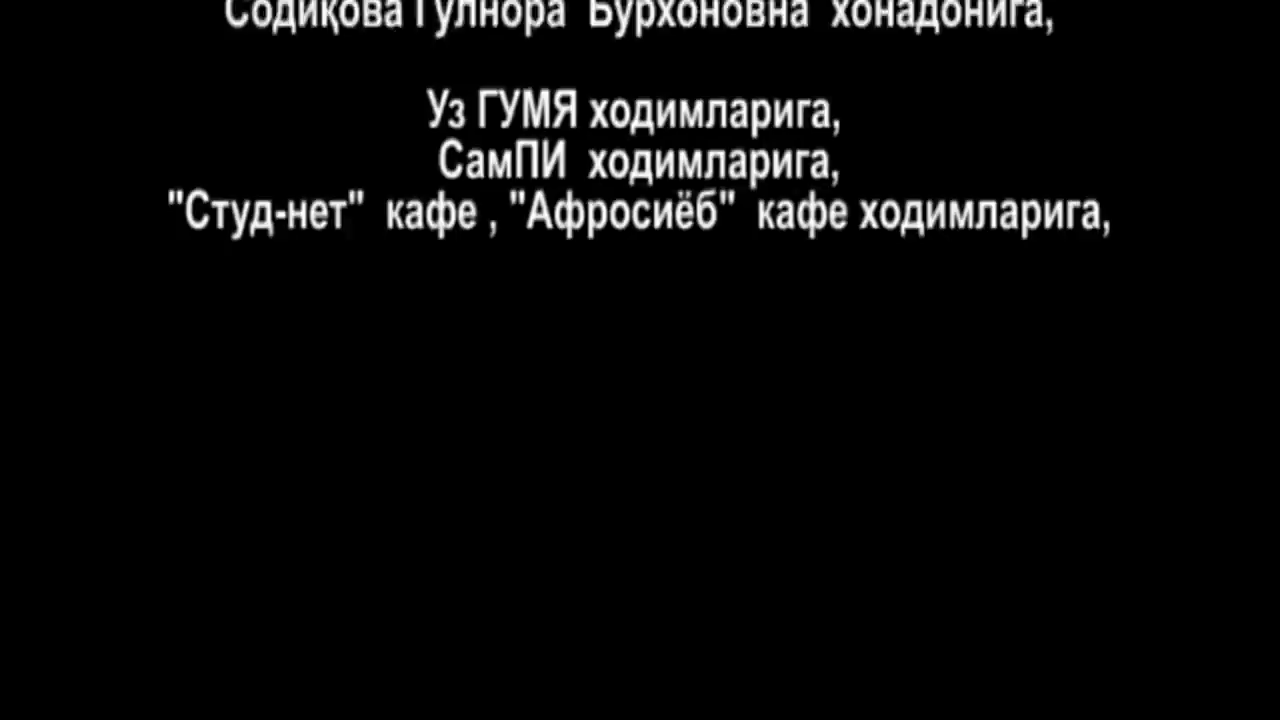 Содиқова Гулнора Бурхоновна хонадонига,
Уз ГУМЯ ходимларига,
СамПИ ходимларига,
"Студ-нет" кафе , "Афросиёб" кафе ходимларига,